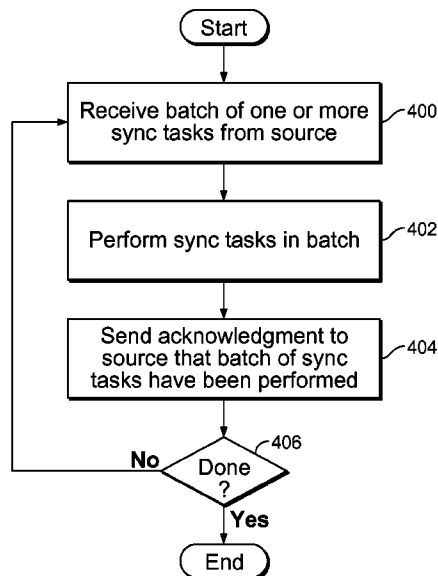 Start
Receive batch of one or more
sync tasks from source
400
Perform sync tasks in batch
402
Send acknowledgment to
source that batch of sync
tasks have been performed
404
406
Done
?
No
Yes
End